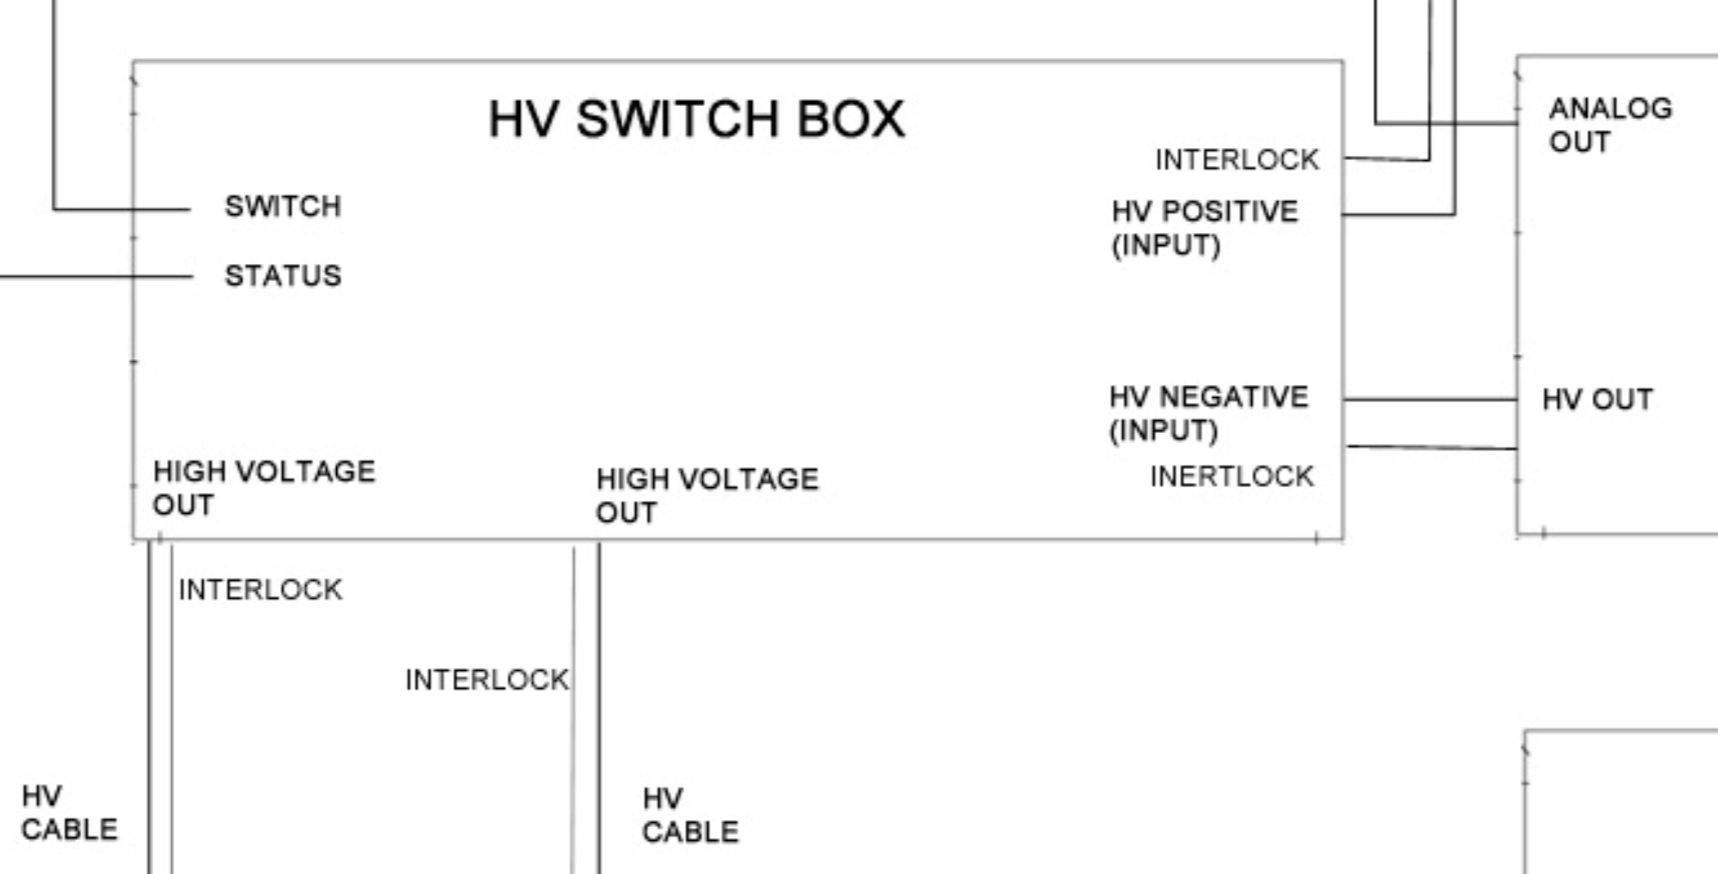 HV SWITCH BOX
ANALOG
OUT
INTERLOCK
SWITCH
HV POSITIVE
(INPUT)
STATUS
HV NEGATIVE
(INPUT)
HV OUT
INERTLOCK
HIGH VOLTAGE
OUT
HIGH VOLTAGE
OUT
INTERLOCK
INTERLOCK
HV
CABLE
HV
CABLE